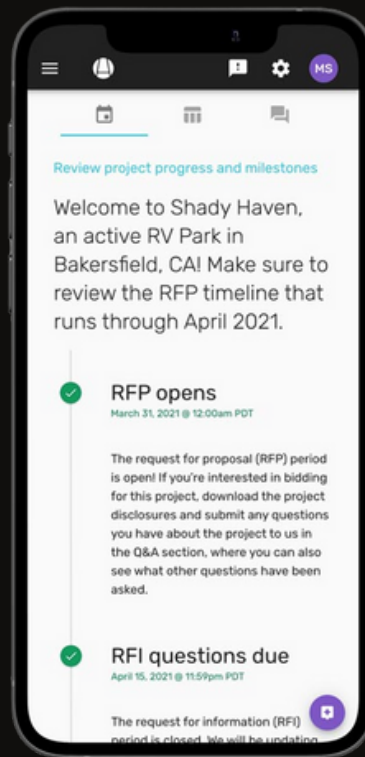 MS
Review project progress and milestones
Welcome to Shady Haven,
an active RV Park in
Bakersfield, CA! Make sure to
review the RFP timeline that
runs through April 2021.
RFP opens
March 31, 2021 @ 12:00am PDT
The request for proposal (RFP) period
is open! If you're interested in bidding
for this project, download the project
disclosures and submit any questions
you have about the project to us in
the Q&A section, where you can also
see what other questions have been
asked.
RFI questions due
April 15, 2021 @ 11:59pm PDT
The request for information (RFI)
period is closed. We will be updating